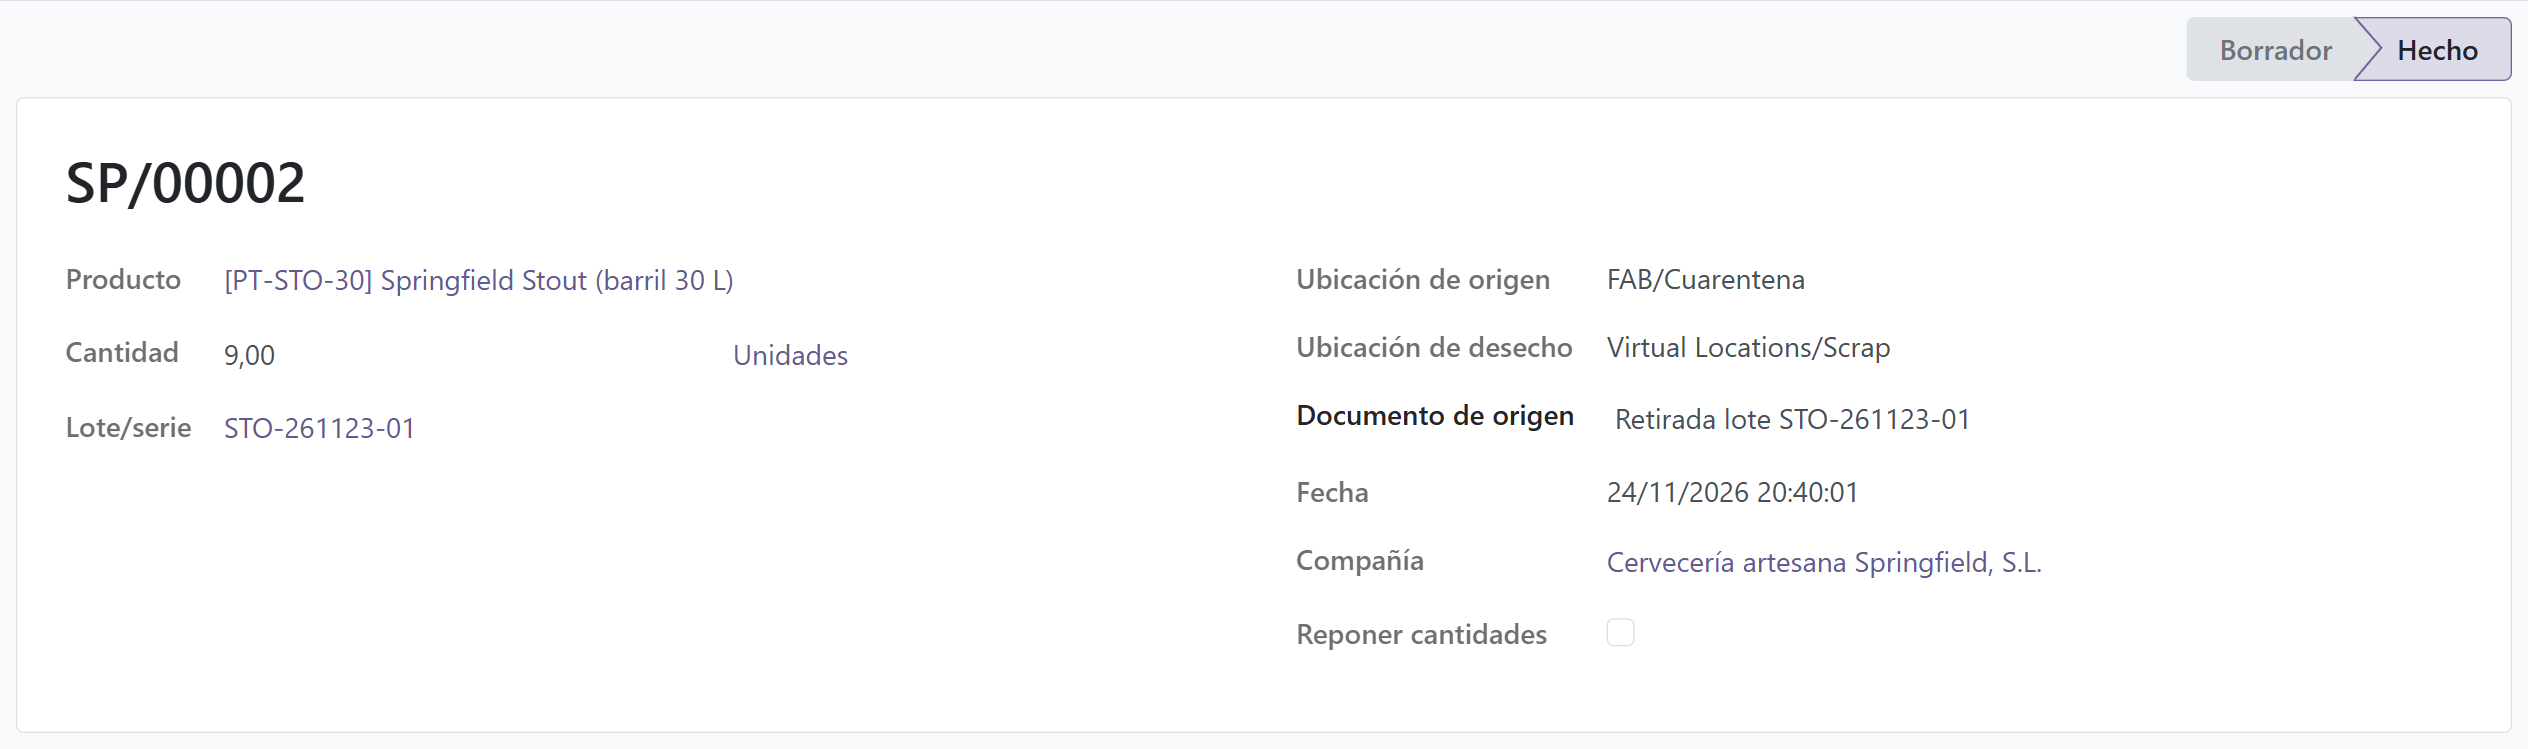 Borrador
Hecho
SP/00002
Producto [PT-STO-30] Springfield Stout (barril 30 L)
Cantidad 9,00 Unidades
Lote/serie STO-261123-01
Ubicación de origen FAB/Cuarentena
Ubicación de desecho Virtual Locations/Scrap
Documento de origen Retirada lote STO-261123-01
Fecha 24/11/2026 20:40:01
Compañía Cervecería artesana Springfield, S.L.
Reponer cantidades